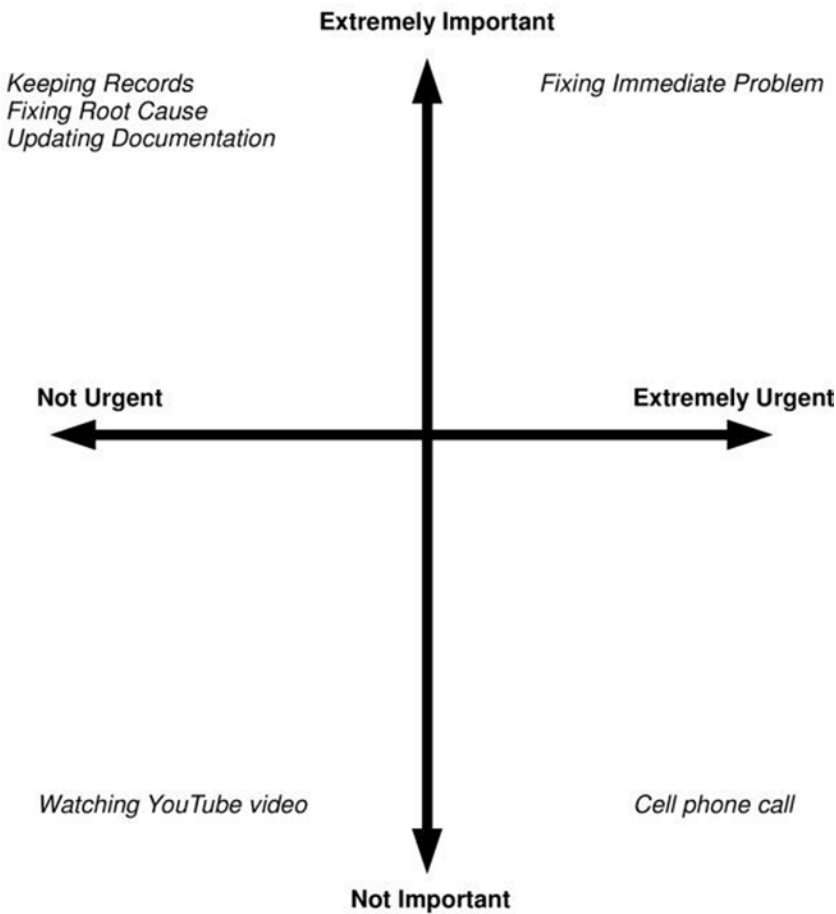 Extremely Important
Keeping Records
Fixing Root Cause
Updating Documentation
Fixing Immediate Problem
Not Urgent
Extremely Urgent
Watching YouTube video
Cell phone call
Not Important